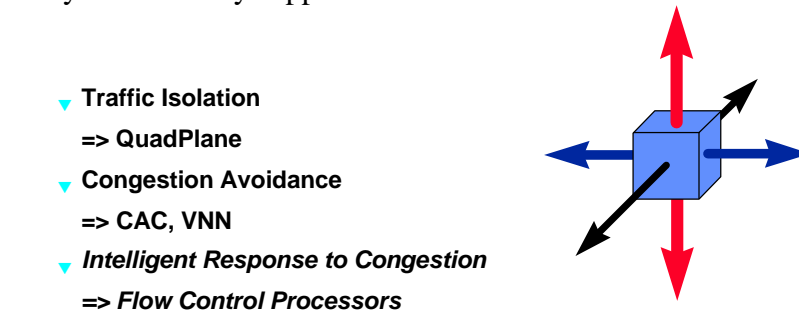 Traffic Isolation
=> QuadPlane
Congestion Avoidance
=> CAC, VNN
Intelligent Response to Congestion
=> Flow Control Processors